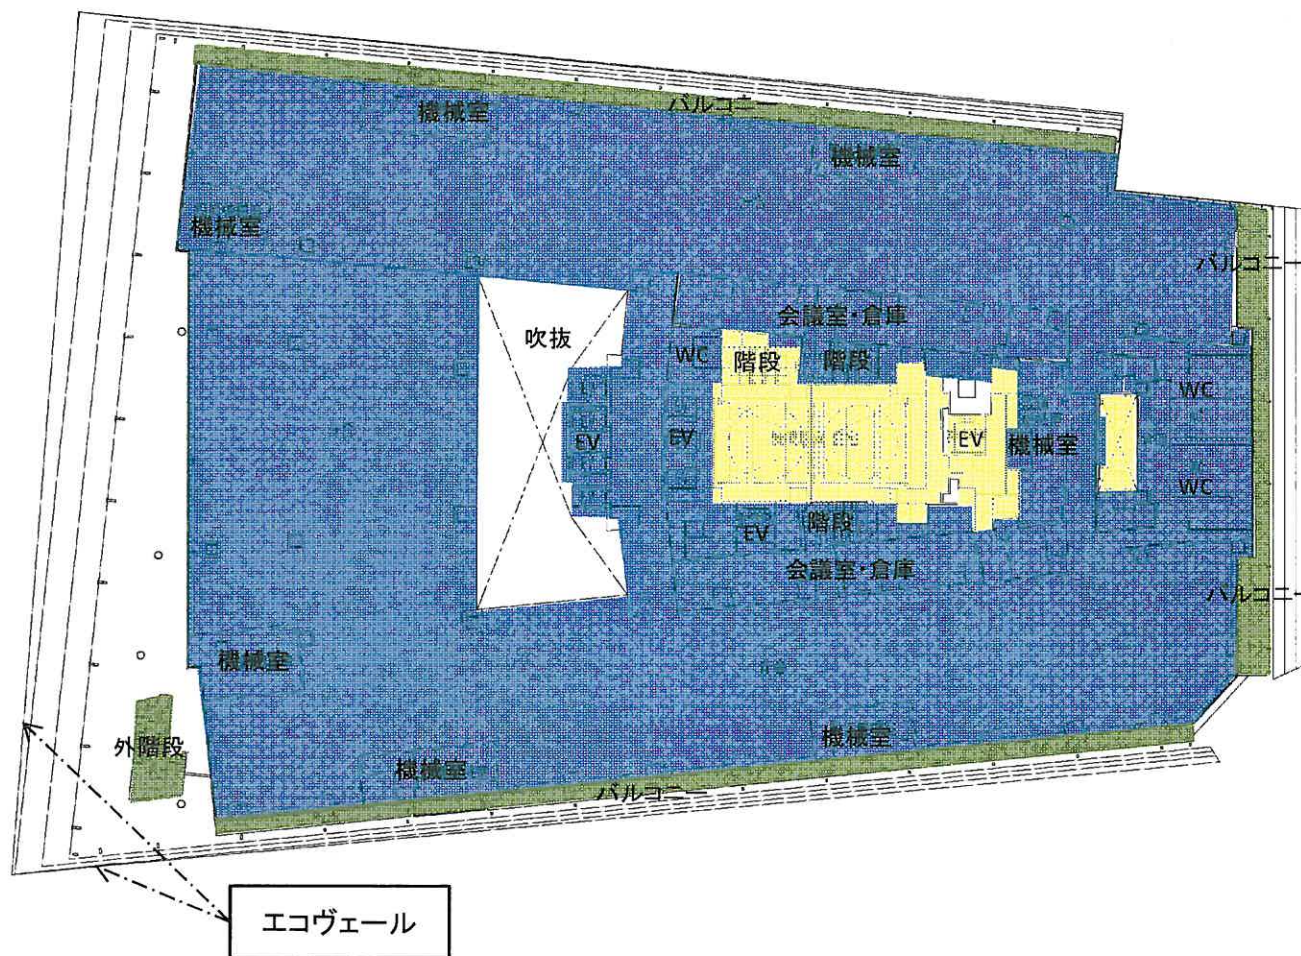 バルコニー
機械室
機械室
機械室
バルコニー
会議室・倉庫
吹抜
WC
階段
階段
WC
EV
EV
EV
機械室
WC
階段
EV
会議室・倉庫
バルコニー
機械室
外階段
機械室
機械室
バルコニー
エコヴェール